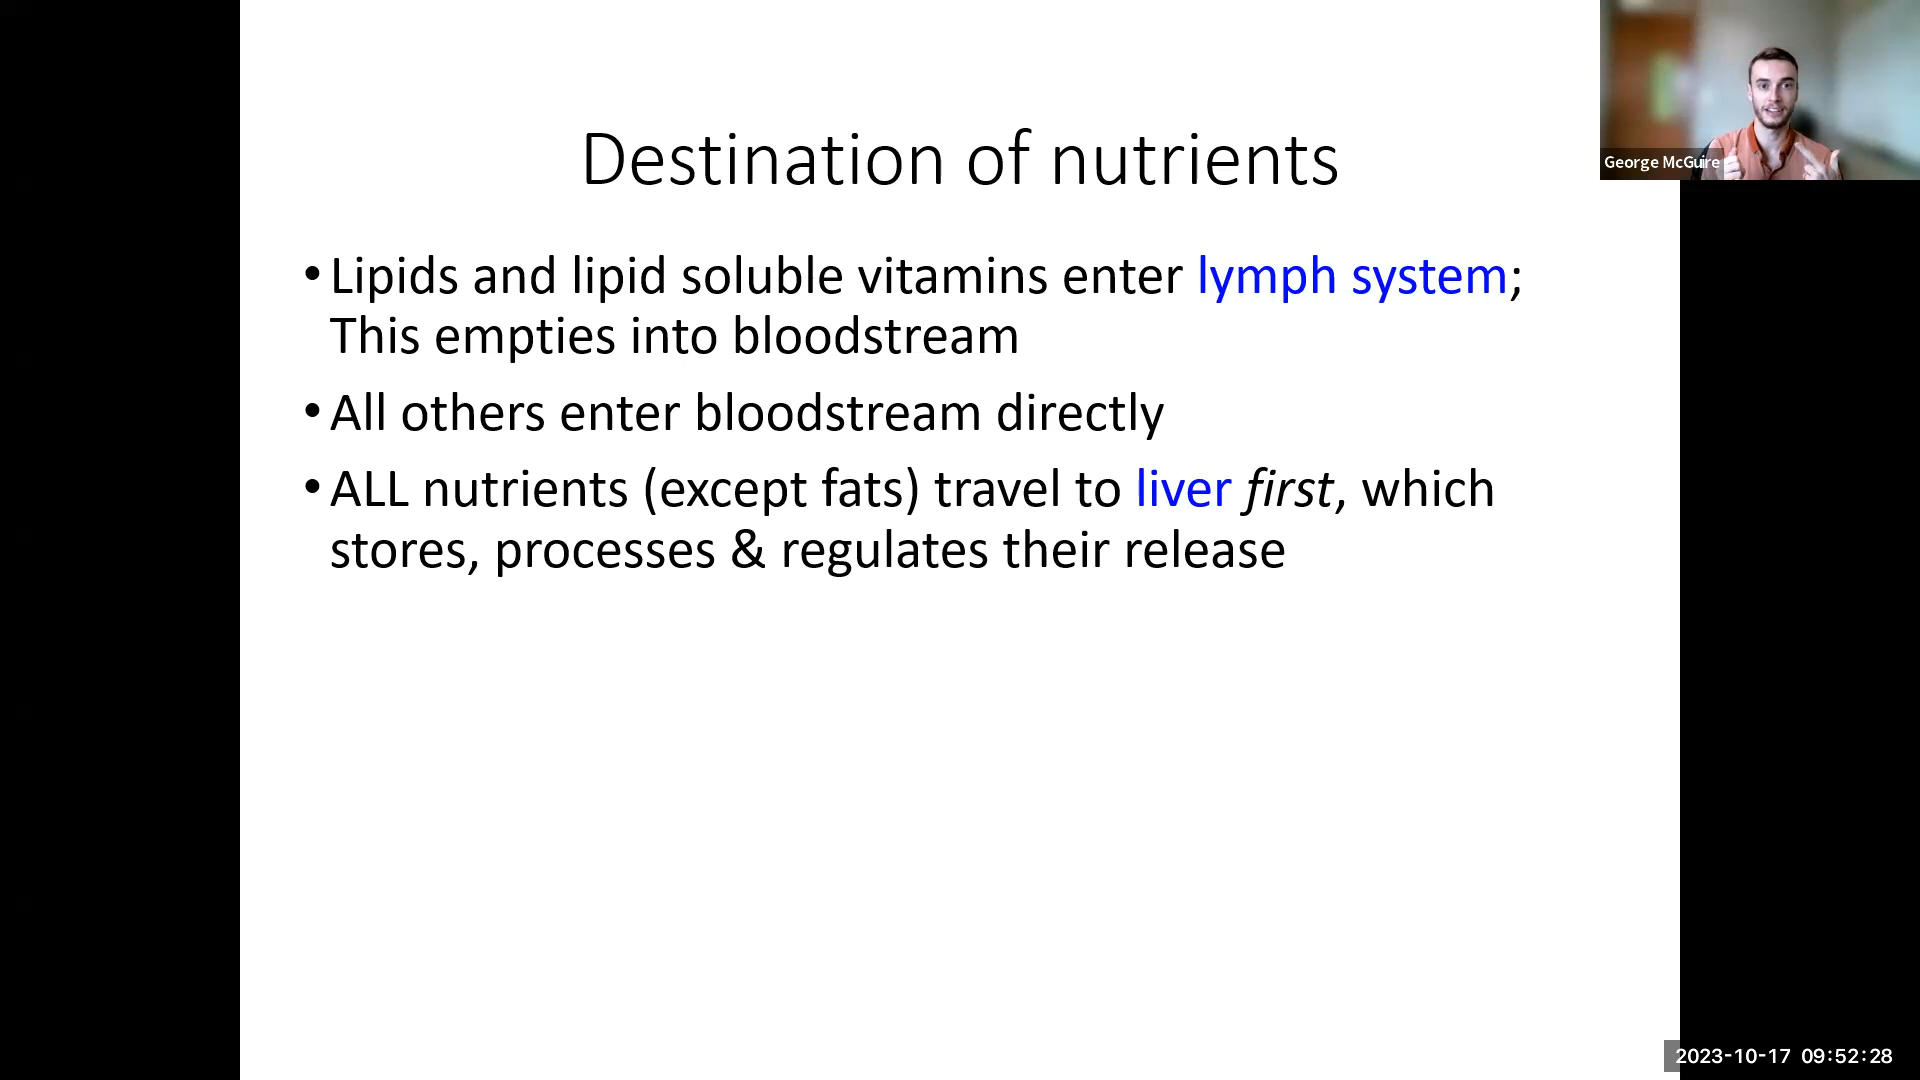 Destination of nutrients
George McGuire
•Lipids and lipid soluble vitamins enter lymph system;
This empties into bloodstream
•All others enter bloodstream directly
•ALL nutrients (except fats) travel to liver first, which
stores, processes & regulates their release
2023-10-17 09:52:28